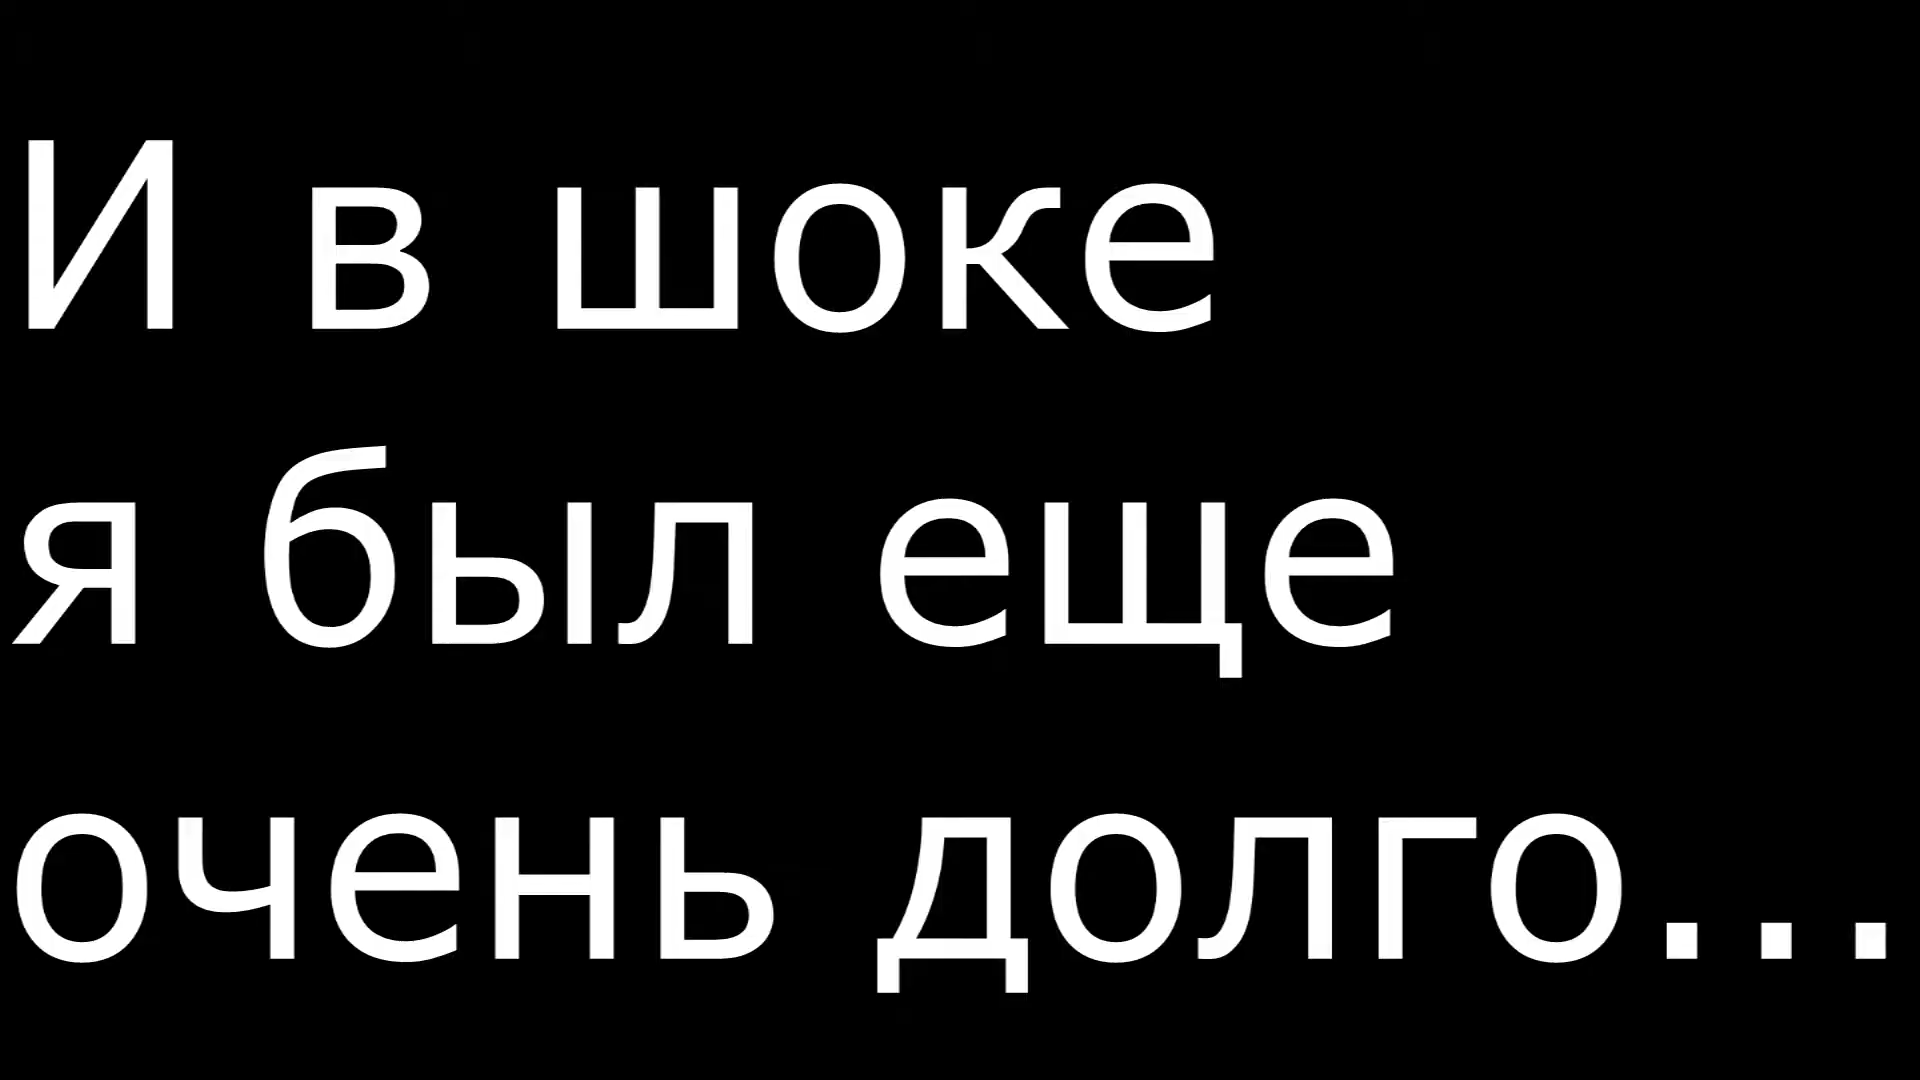 И в шоке
я был еще
очень долго...